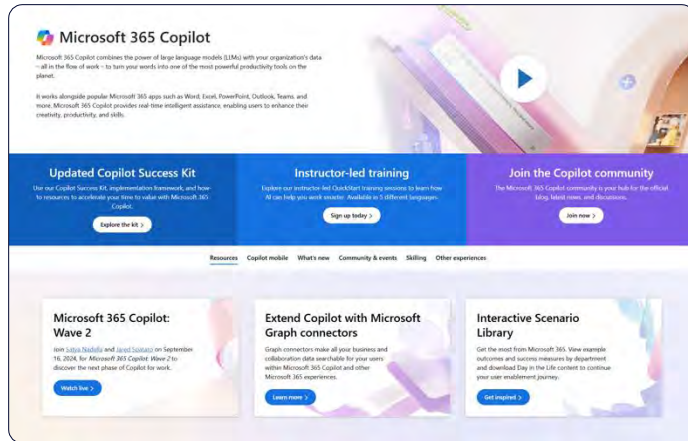 Microsoft 365 Copilot
Microsoft 365 Copilot combines the power of large language models (LLMs) with your organization's data
– all in the flow of work – to turn your words into one of the most powerful productivity tools on the
planet.
It works alongside popular Microsoft 365 apps such as Word, Excel, PowerPoint, Outlook, Teams, and
more. Microsoft 365 Copilot provides real-time intelligent assistance, enabling users to enhance their
creativity, productivity, and skills.
Updated Copilot Success Kit
Use our Copilot Success Kit, implementation framework, and how-
to resources to accelerate your time to value with Microsoft 365
Copilot.
Explore the kit >
Instructor-led training
Explore our instructor-led QuickStart training sessions to learn how
AI can help you work smarter. Available in 5 different languages.
Sign up today >
Join the Copilot community
The Microsoft 365 Copilot community is your hub for the official
blog, latest news, and discussions.
Join now >
Resources Copilot mobile What's new Community & events Skilling Other experiences
Microsoft 365 Copilot:
Wave 2
Join Satya Nadella and Jared Spataro on September
16, 2024, for Microsoft 365 Copilot: Wave 2 to
discover the next phase of Copilot for work.
Watch live >
Extend Copilot with Microsoft
Graph connectors
Graph connectors make all your business and
collaboration data searchable for your users
within Microsoft 365 Copilot and other
Microsoft 365 experiences.
Learn more >
Interactive Scenario
Library
Get the most from Microsoft 365. View example
outcomes and success measures by department
and download Day in the Life content to continue
your user enablement journey.
Get inspired >